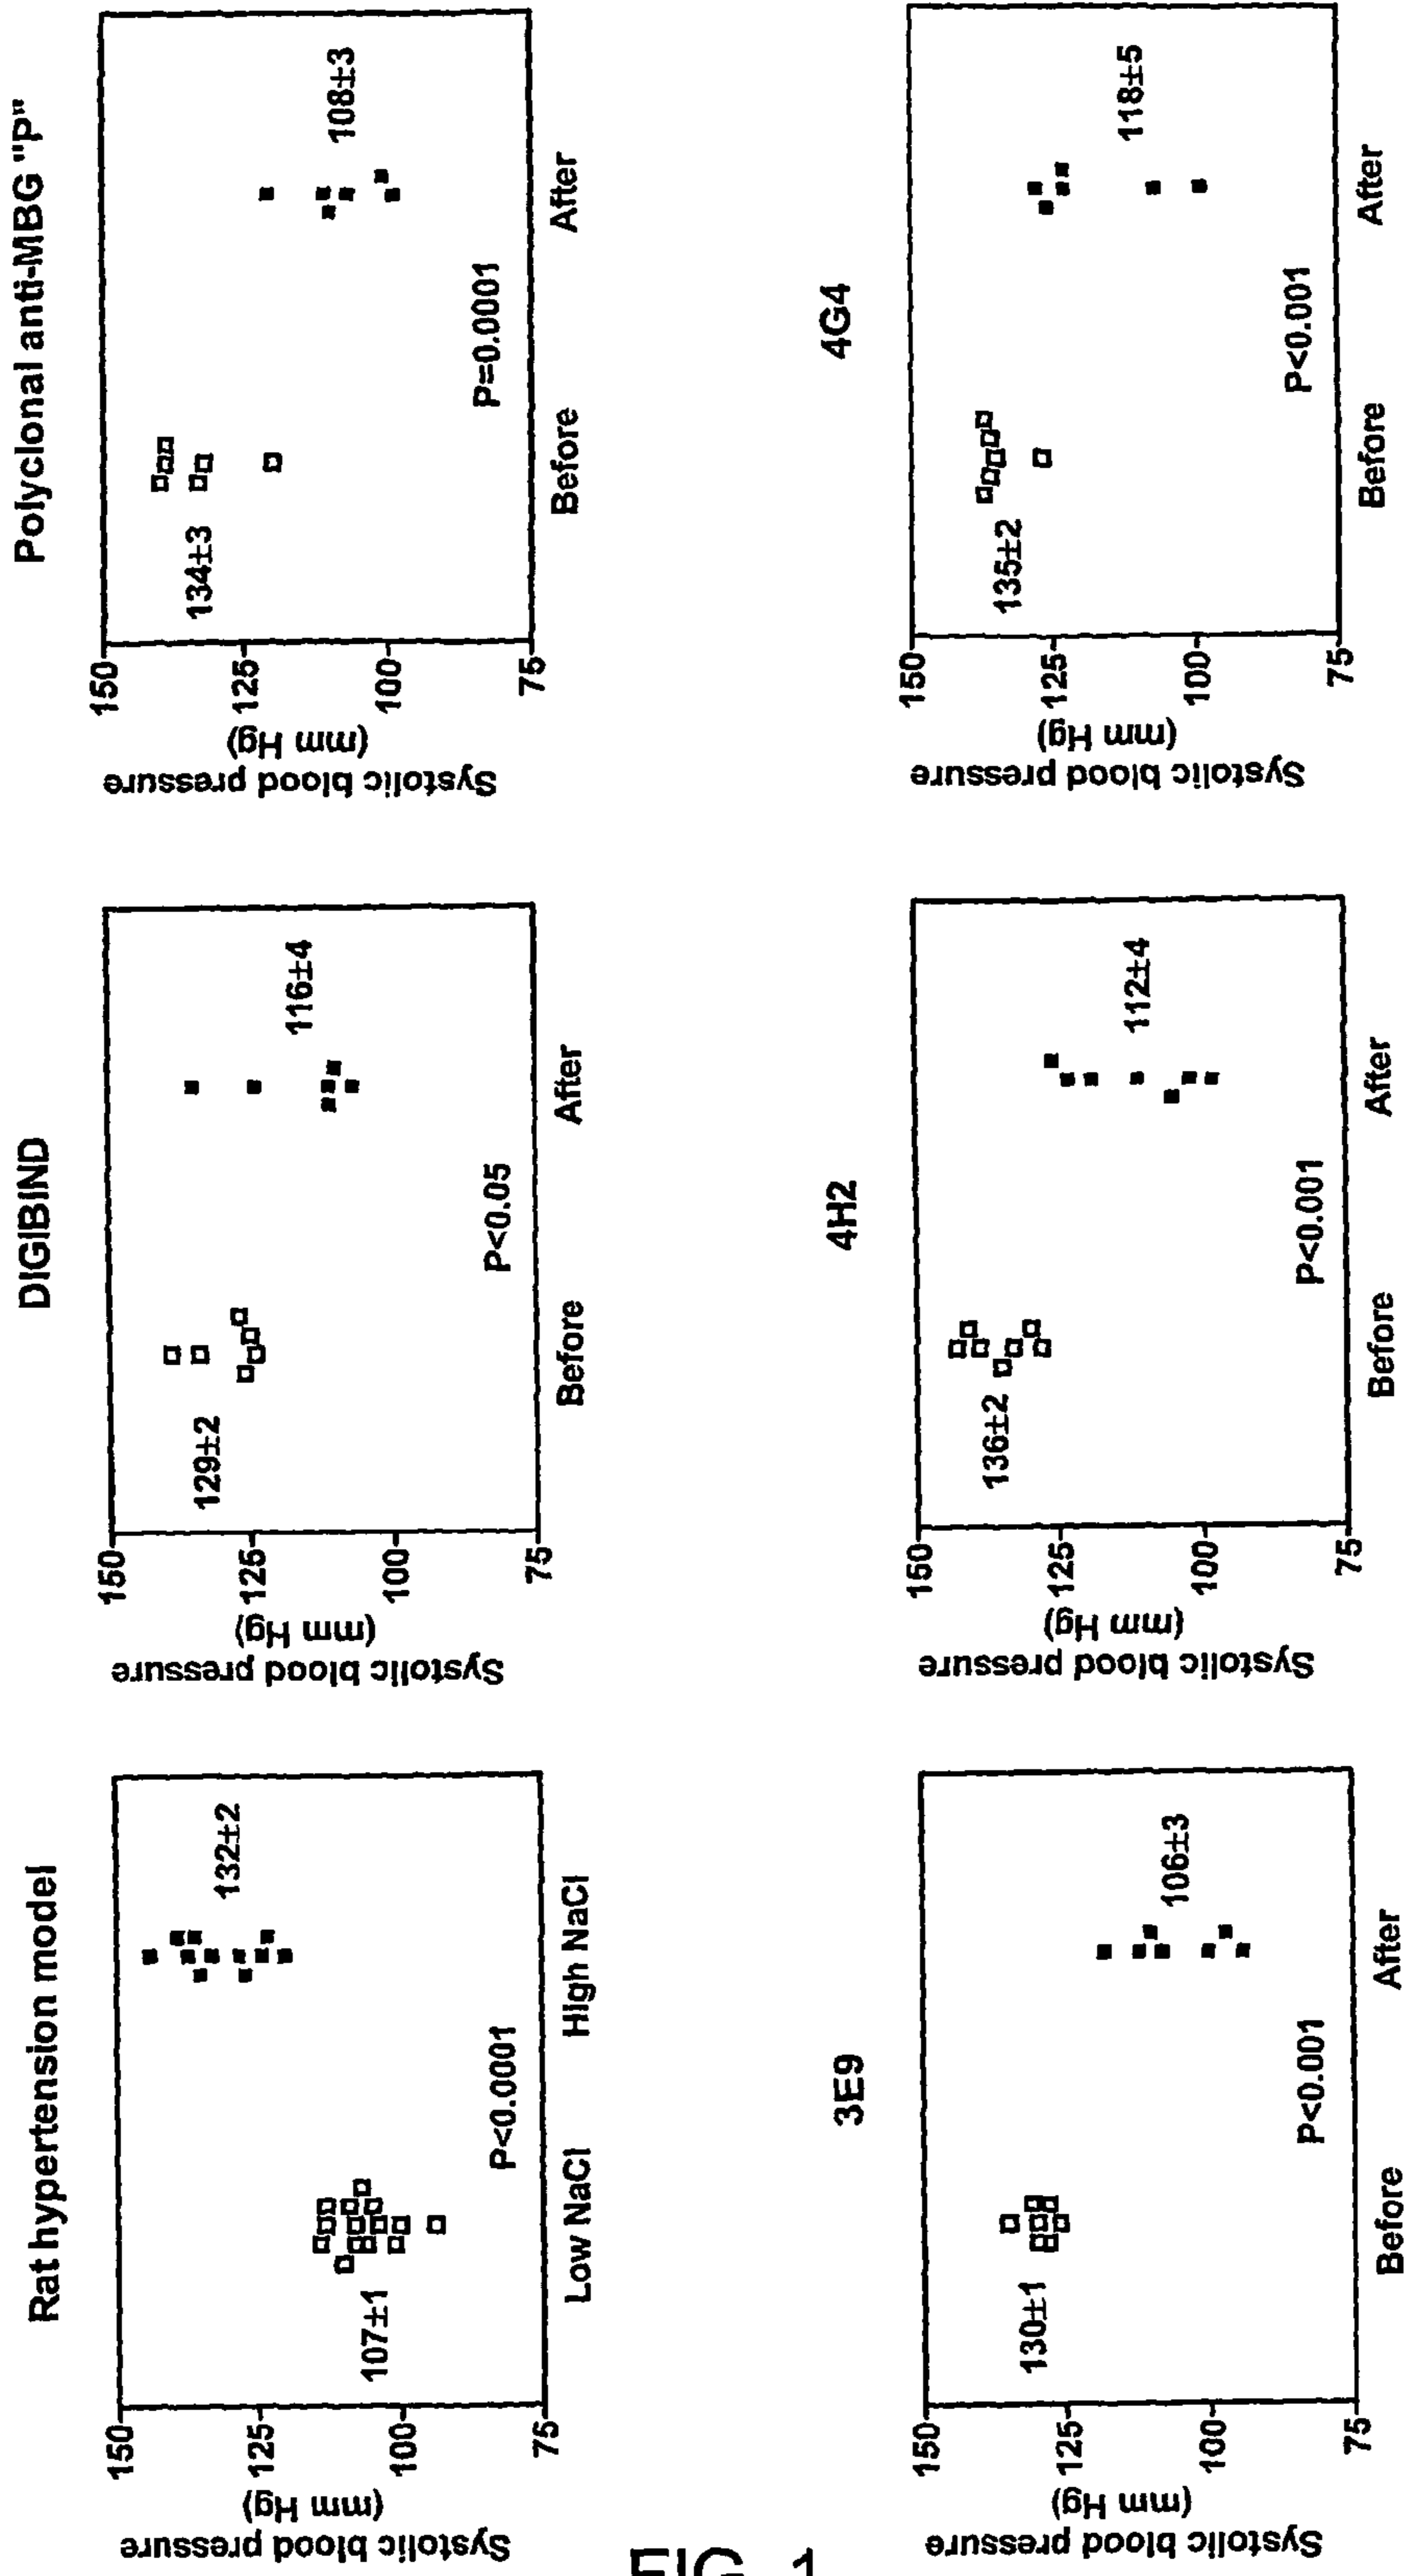 Rat hypertension model
150
125
100
75
Systolic blood pressure
(mm Hg)
107±1
132±2
P<0.0001
Low NaCl
High NaCl
DIGIBIND
150
125
100
75
Systolic blood pressure
(mm Hg)
129±2
116±4
P<0.05
Before
After
Polyclonal anti-MBG "P"
150
125
100
75
Systolic blood pressure
(mm Hg)
134±3
108±3
P=0.0001
Before
After
3E9
150
125
100
75
Systolic blood pressure
(mm Hg)
130±1
106±3
P<0.001
Before
After
4H2
150
125
100
75
Systolic blood pressure
(mm Hg)
136±2
112±4
P<0.001
Before
After
4G4
150
125
100
75
Systolic blood pressure
(mm Hg)
135±2
118±5
P<0.001
Before
After
FIG. 1